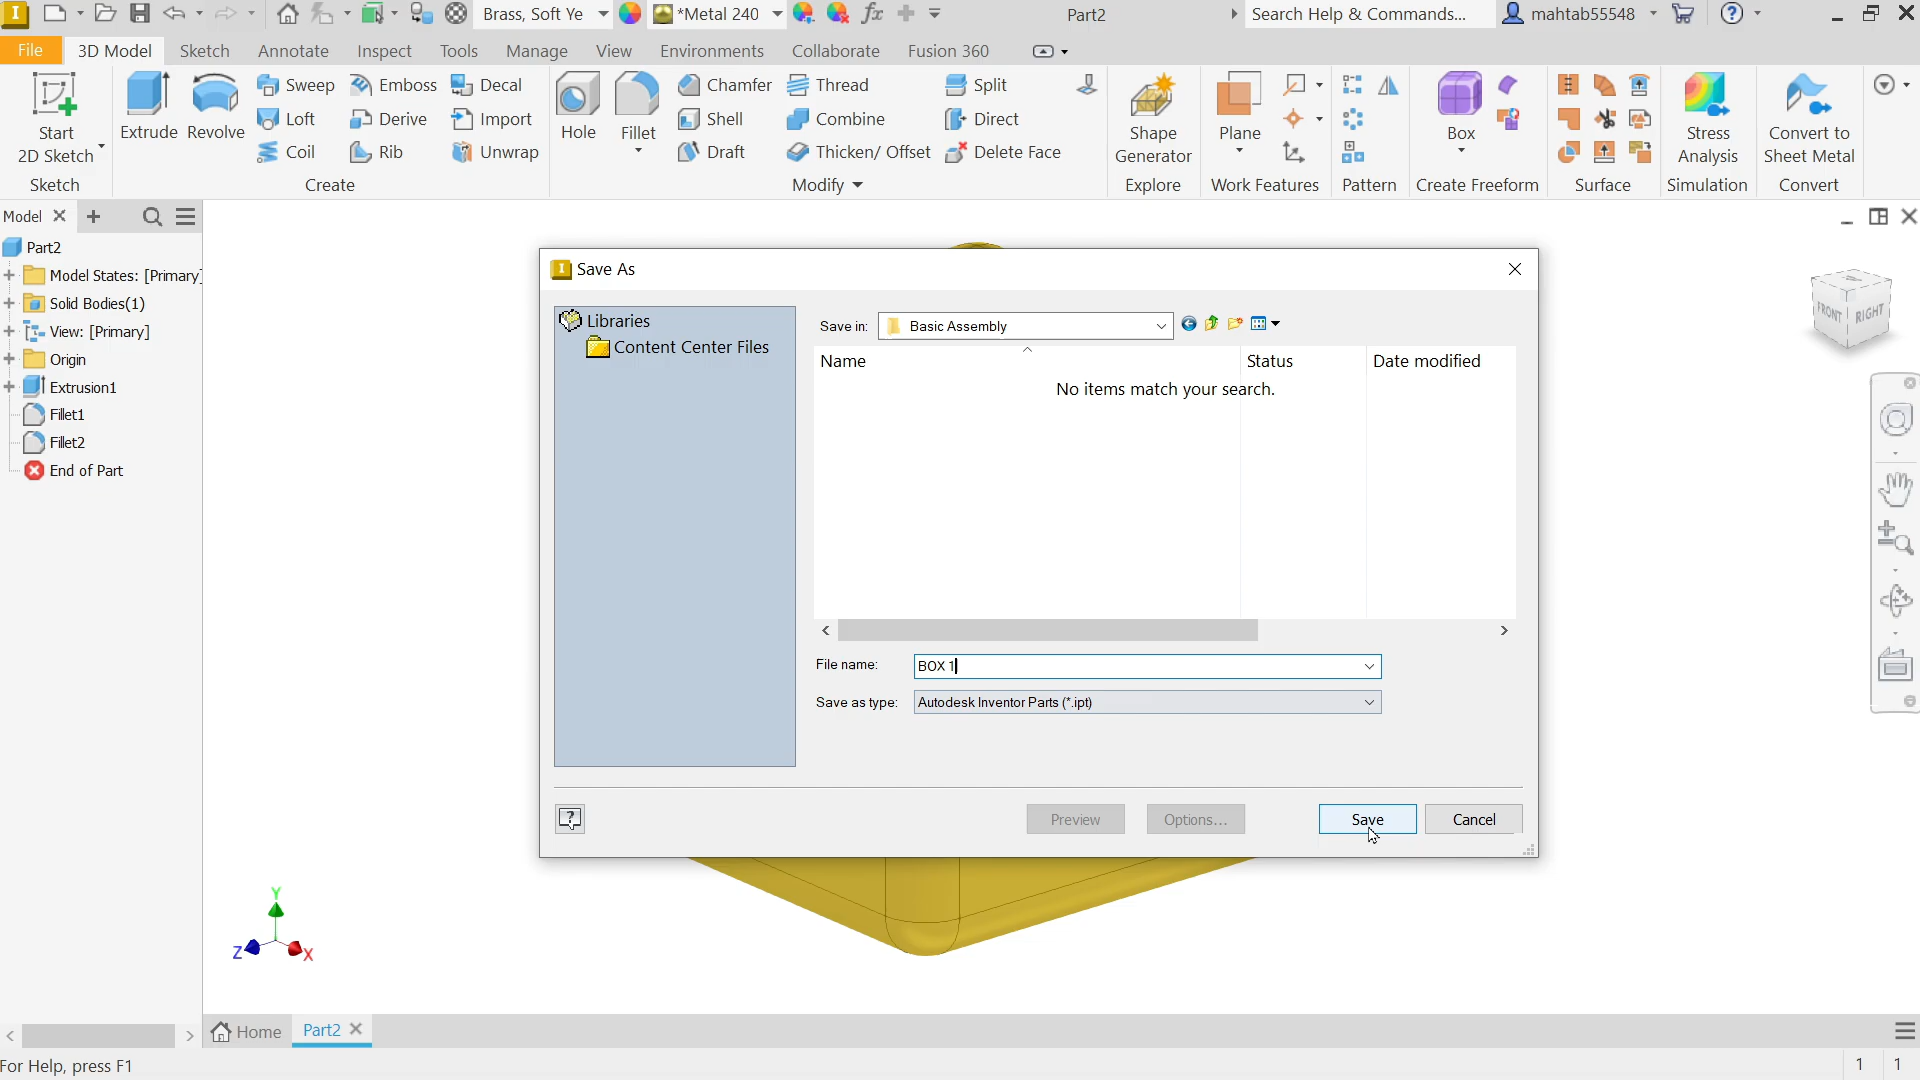 Brass, Soft Ye
*Metal 240
fx
Part2
Search Help & Commands...
mahtab55548
File
3D Model
Sketch
Annotate
Inspect
Tools
Manage
View
Environments
Collaborate
Fusion 360
Start
2D Sketch
Sketch
Extrude
Revolve
Sweep
Loft
Coil
Emboss
Derive
Rib
Decal
Import
Unwrap
Create
Hole
Fillet
Chamfer
Shell
Draft
Thread
Combine
Thicken/ Offset
Split
Direct
Delete Face
Modify
Shape
Generator
Explore
Plane
Work Features
Pattern
Box
Create Freeform
Surface
Stress
Analysis
Simulation
Convert to
Sheet Metal
Convert
Model
Part2
Model States: [Primary]
Solid Bodies(1)
View: [Primary]
Origin
Extrusion1
Fillet1
Fillet2
End of Part
Save As
Libraries
Content Center Files
Save in:
Basic Assembly
Name
Status
Date modified
No items match your search.
File name:
BOX 1
Save as type:
Autodesk Inventor Parts (*.ipt)
Preview
Options...
Save
Cancel
FRONT
RIGHT
Y
Z
X
Home
Part2
For Help, press F1
1
1